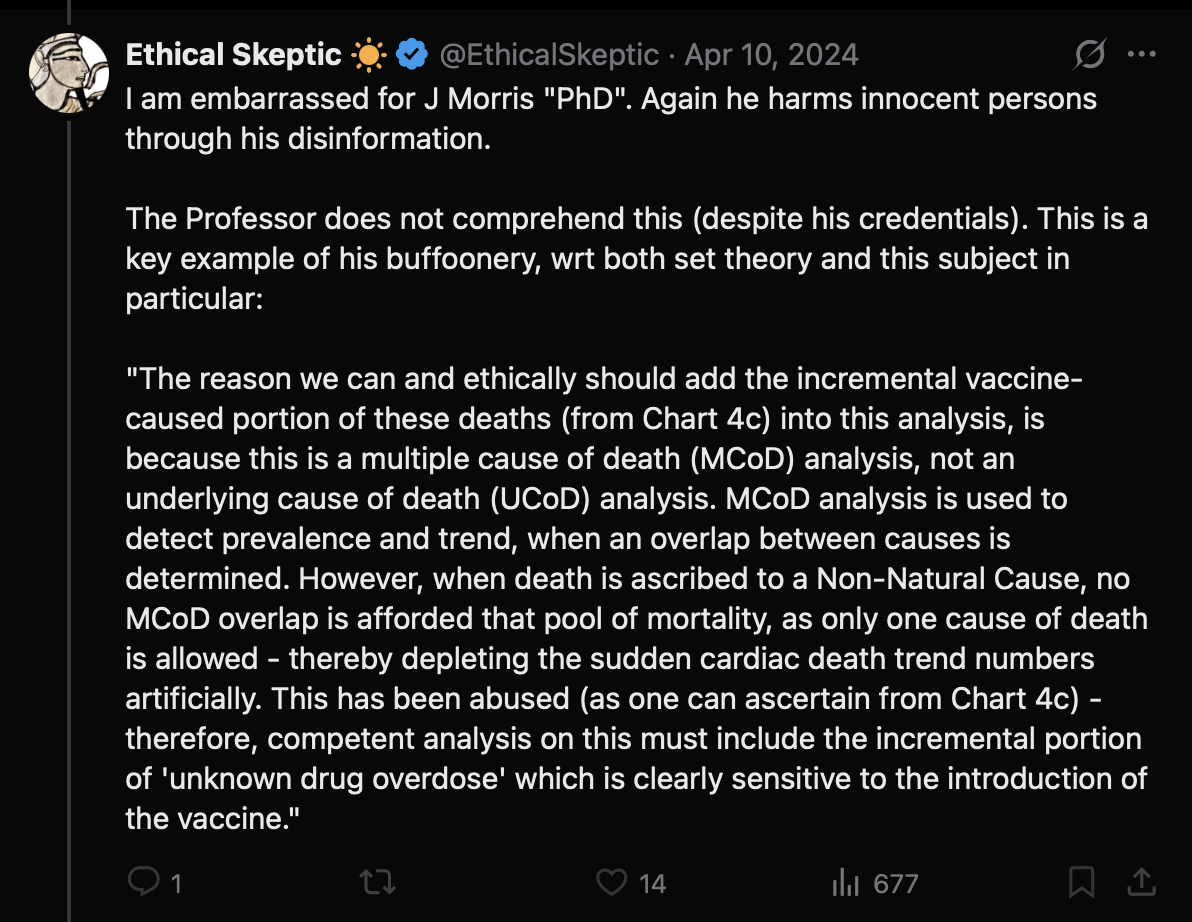 Ethical Skeptic ☀️ @EthicalSkeptic · Apr 10, 2024
I am embarrassed for J Morris "PhD". Again he harms innocent persons
through his disinformation.
The Professor does not comprehend this (despite his credentials). This is a
key example of his buffoonery, wrt both set theory and this subject in
particular:
"The reason we can and ethically should add the incremental vaccine-
caused portion of these deaths (from Chart 4c) into this analysis, is
because this is a multiple cause of death (MCoD) analysis, not an
underlying cause of death (UCoD) analysis. MCoD analysis is used to
detect prevalence and trend, when an overlap between causes is
determined. However, when death is ascribed to a Non-Natural Cause, no
MCoD overlap is afforded that pool of mortality, as only one cause of death
is allowed - thereby depleting the sudden cardiac death trend numbers
artificially. This has been abused (as one can ascertain from Chart 4c) -
therefore, competent analysis on this must include the incremental portion
of 'unknown drug overdose' which is clearly sensitive to the introduction of
the vaccine."
1 14 677